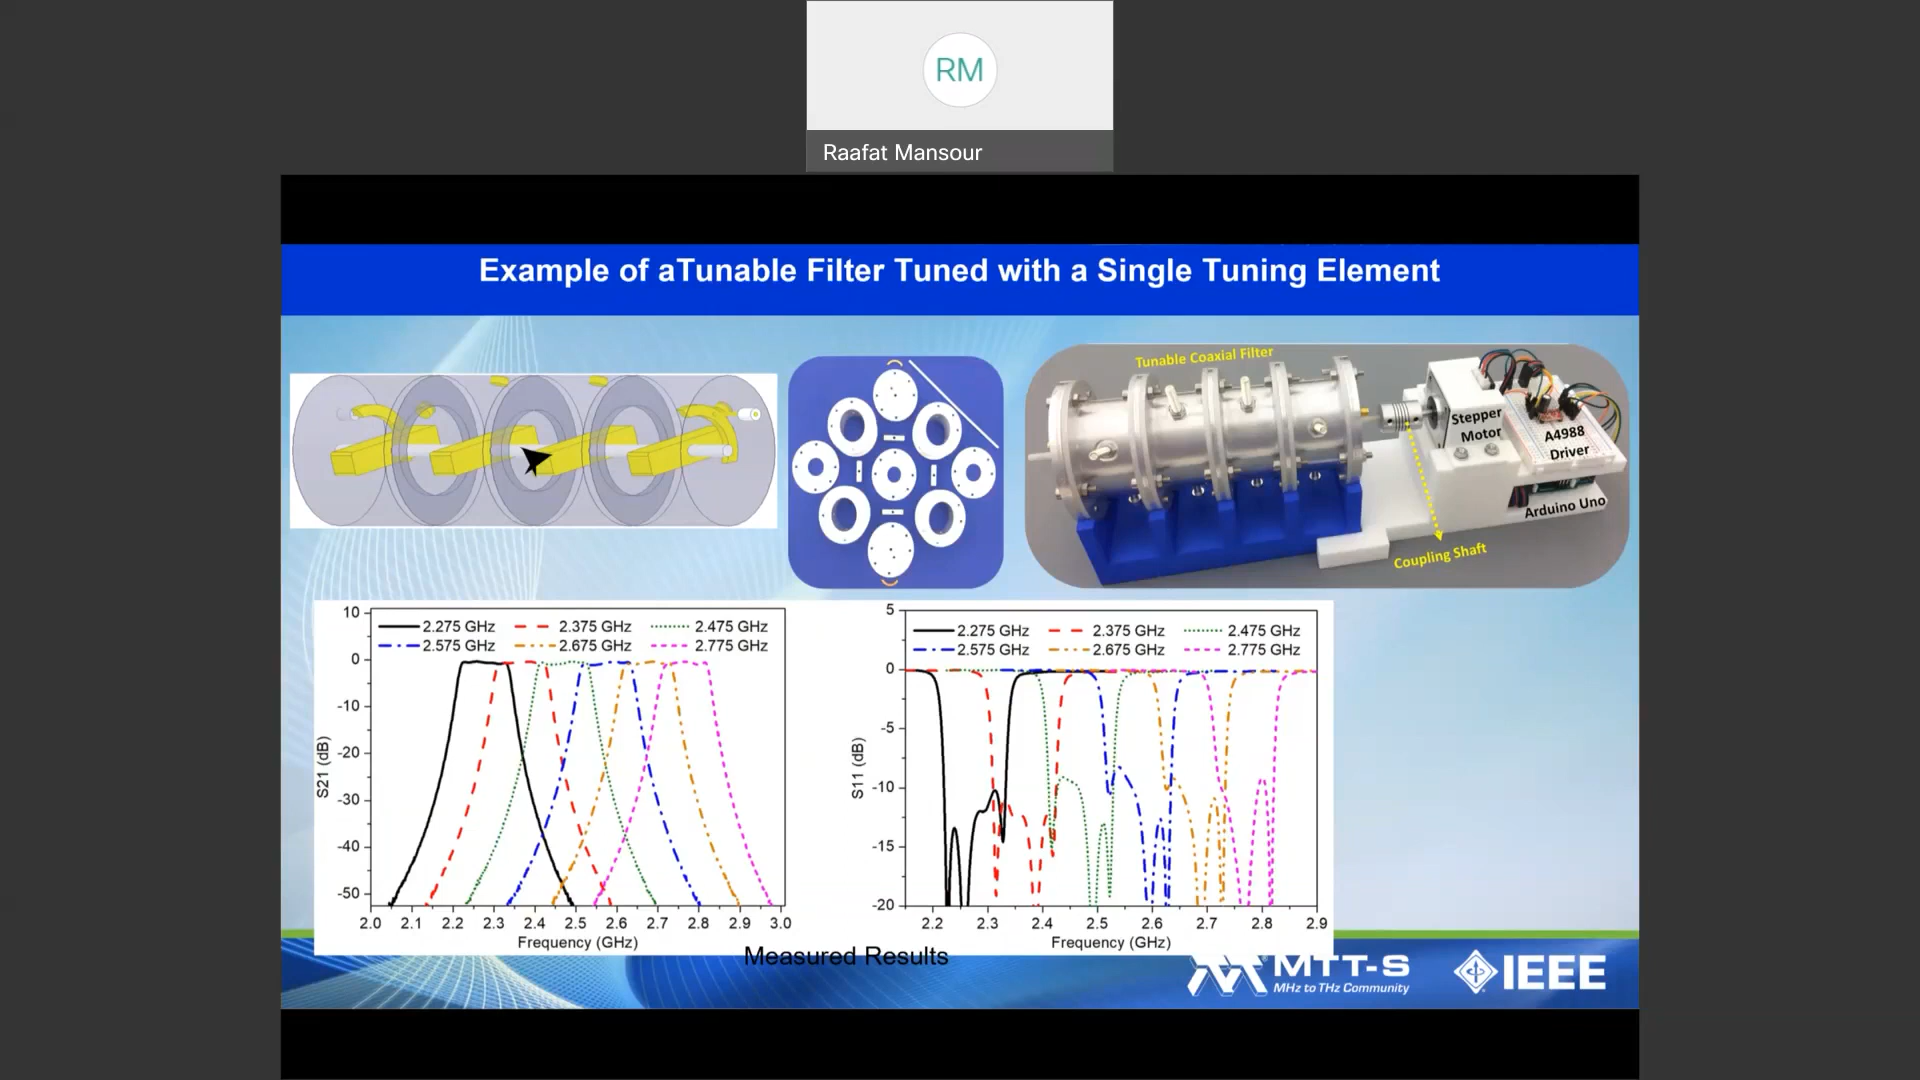 RM
Raafat Mansour
Example of aTunable Filter Tuned with a Single Tuning Element
Tunable Coaxial Filter
Stepper
Motor
A4988
Driver
Arduino Uno
Coupling Shaft
10
0
-10
-20
-30
-40
-50
S21 (dB)
2.275 GHz 2.375 GHz 2.475 GHz
2.575 GHz 2.675 GHz 2.775 GHz
2.0 2.1 2.2 2.3 2.4 2.5 2.6 2.7 2.8 2.9 3.0
Frequency (GHz)
5
0
-5
-10
-15
-20
S11 (dB)
2.275 GHz 2.375 GHz 2.475 GHz
2.575 GHz 2.675 GHz 2.775 GHz
2.2 2.3 2.4 2.5 2.6 2.7 2.8 2.9
Frequency (GHz)
Measured Results
MTT-S
MHz to THz Community
IEEE